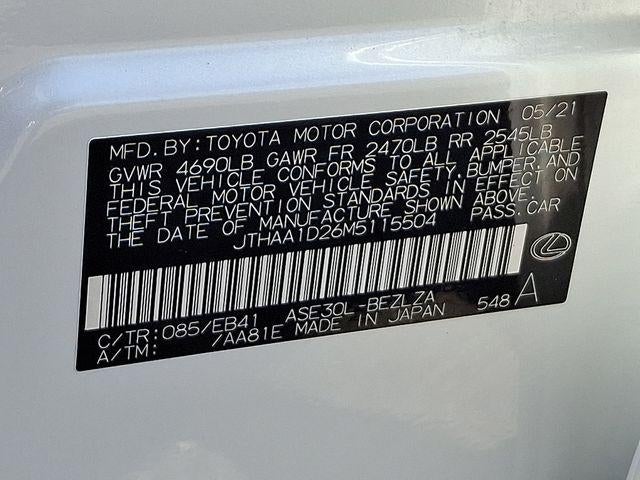 MFD. BY: TOYOTA MOTOR CORPORATION 05/21
GVWR 4690LB GAWR FR 2470LB RR 2545LB
THIS VEHICLE CONFORMS TO ALL APPLICABLE
FEDERAL MOTOR VEHICLE SAFETY, BUMPER, AND
THEFT PREVENTION STANDARDS IN EFFECT ON
THE DATE OF MANUFACTURE SHOWN ABOVE.
JTHAA1D26M5115504 PASS. CAR
C/TR: 085/EB41 ASE30L-BEZLZA 548 A
A/TM: /AA81E MADE IN JAPAN